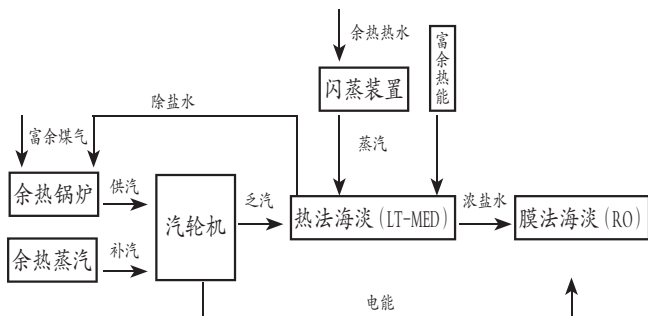 余热热水
富余热能
闪蒸装置
除盐水
富余煤气
蒸汽
余热锅炉
供汽
汽轮机
乏汽
热法海淡(LT-MED)
浓盐水
膜法海淡(RO)
余热蒸汽
补汽
电能